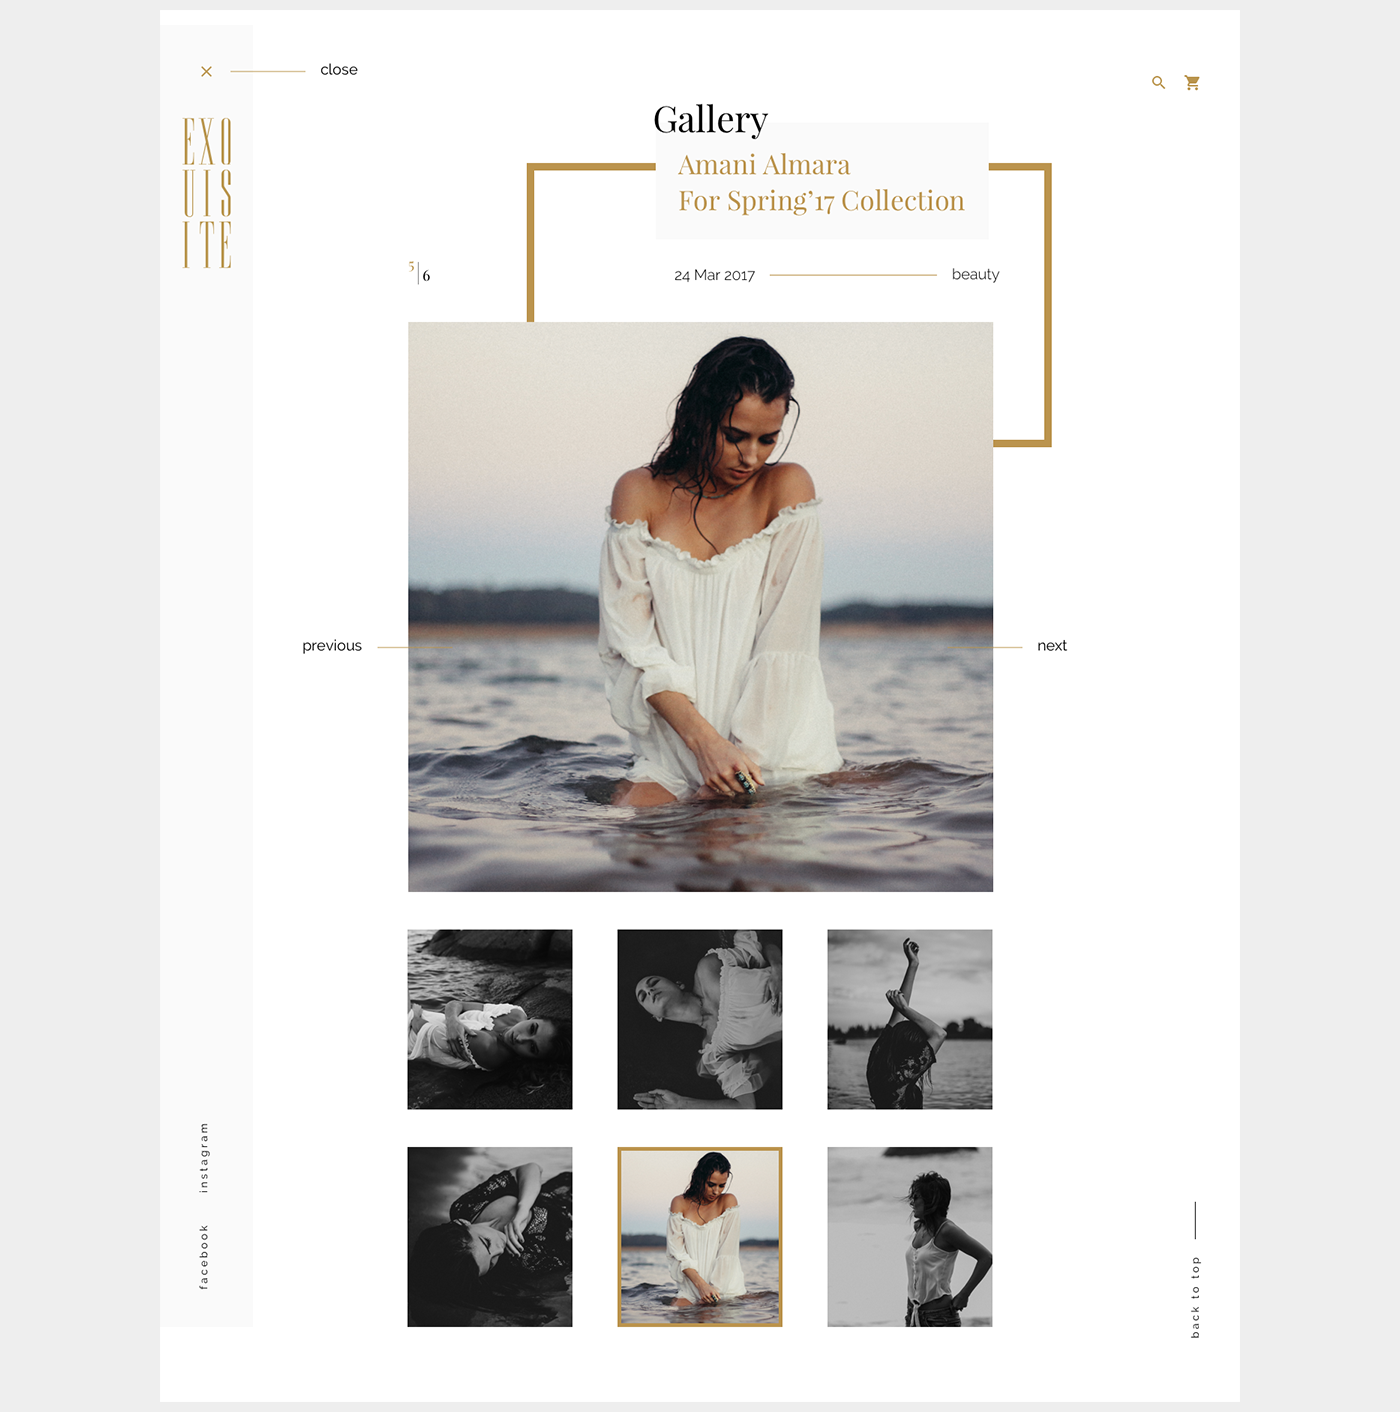 close
EXQ
UIS
ITE
Gallery
Amani Almara
For Spring’17 Collection
5
6
24 Mar 2017
beauty
previous
next
instagram
facebook
back to top